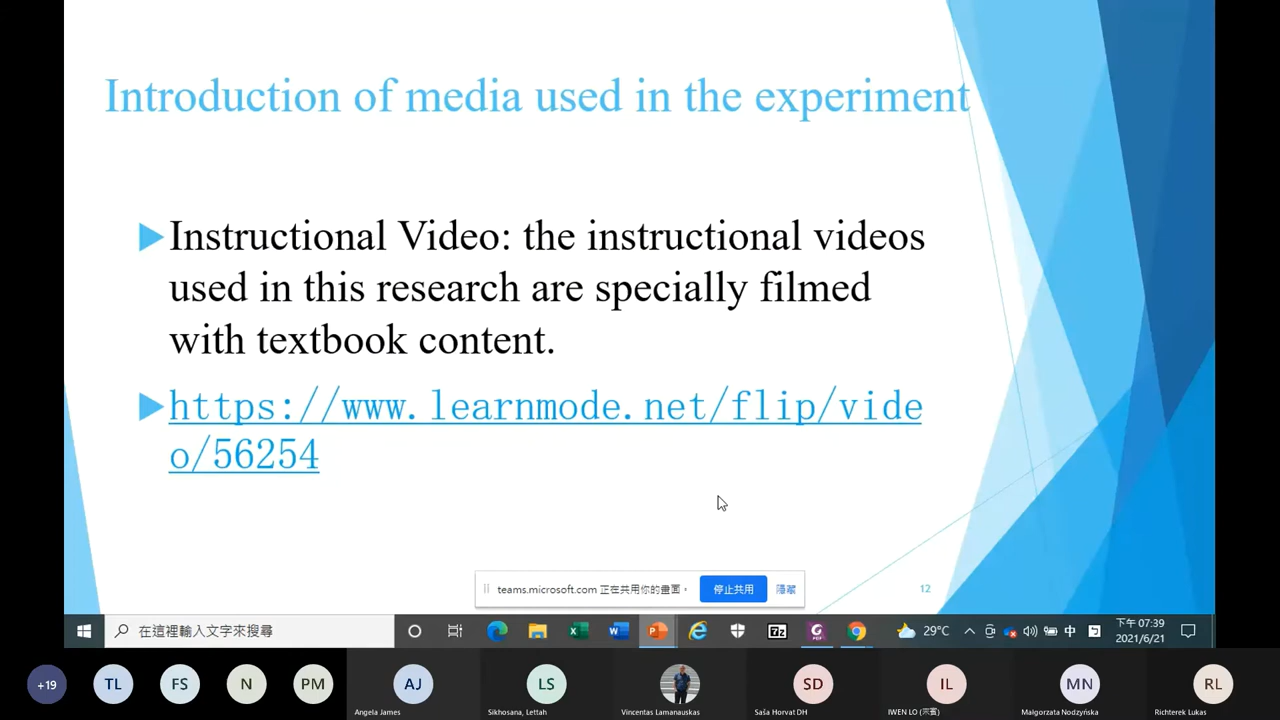 Introduction of media used in the experiment
Instructional Video: the instructional videos
used in this research are specially filmed
with textbook content.
https://www.learnmode.net/flip/vide
o/56254
teams.microsoft.com 正在共用你的畫面。 停止共用 隱藏
12
在這裡輸入文字來搜尋
29°C
中
下午 07:39
2021/6/21
+19
TL
FS
N
PM
AJ
LS
SD
IL
MN
RL
Angela James
Sikhosana, Lettah
Vincentas Lamanauskas
Saša Horvat DH
IWEN LO (示賓)
Małgorzata Nodzyńska
Richterek Lukas